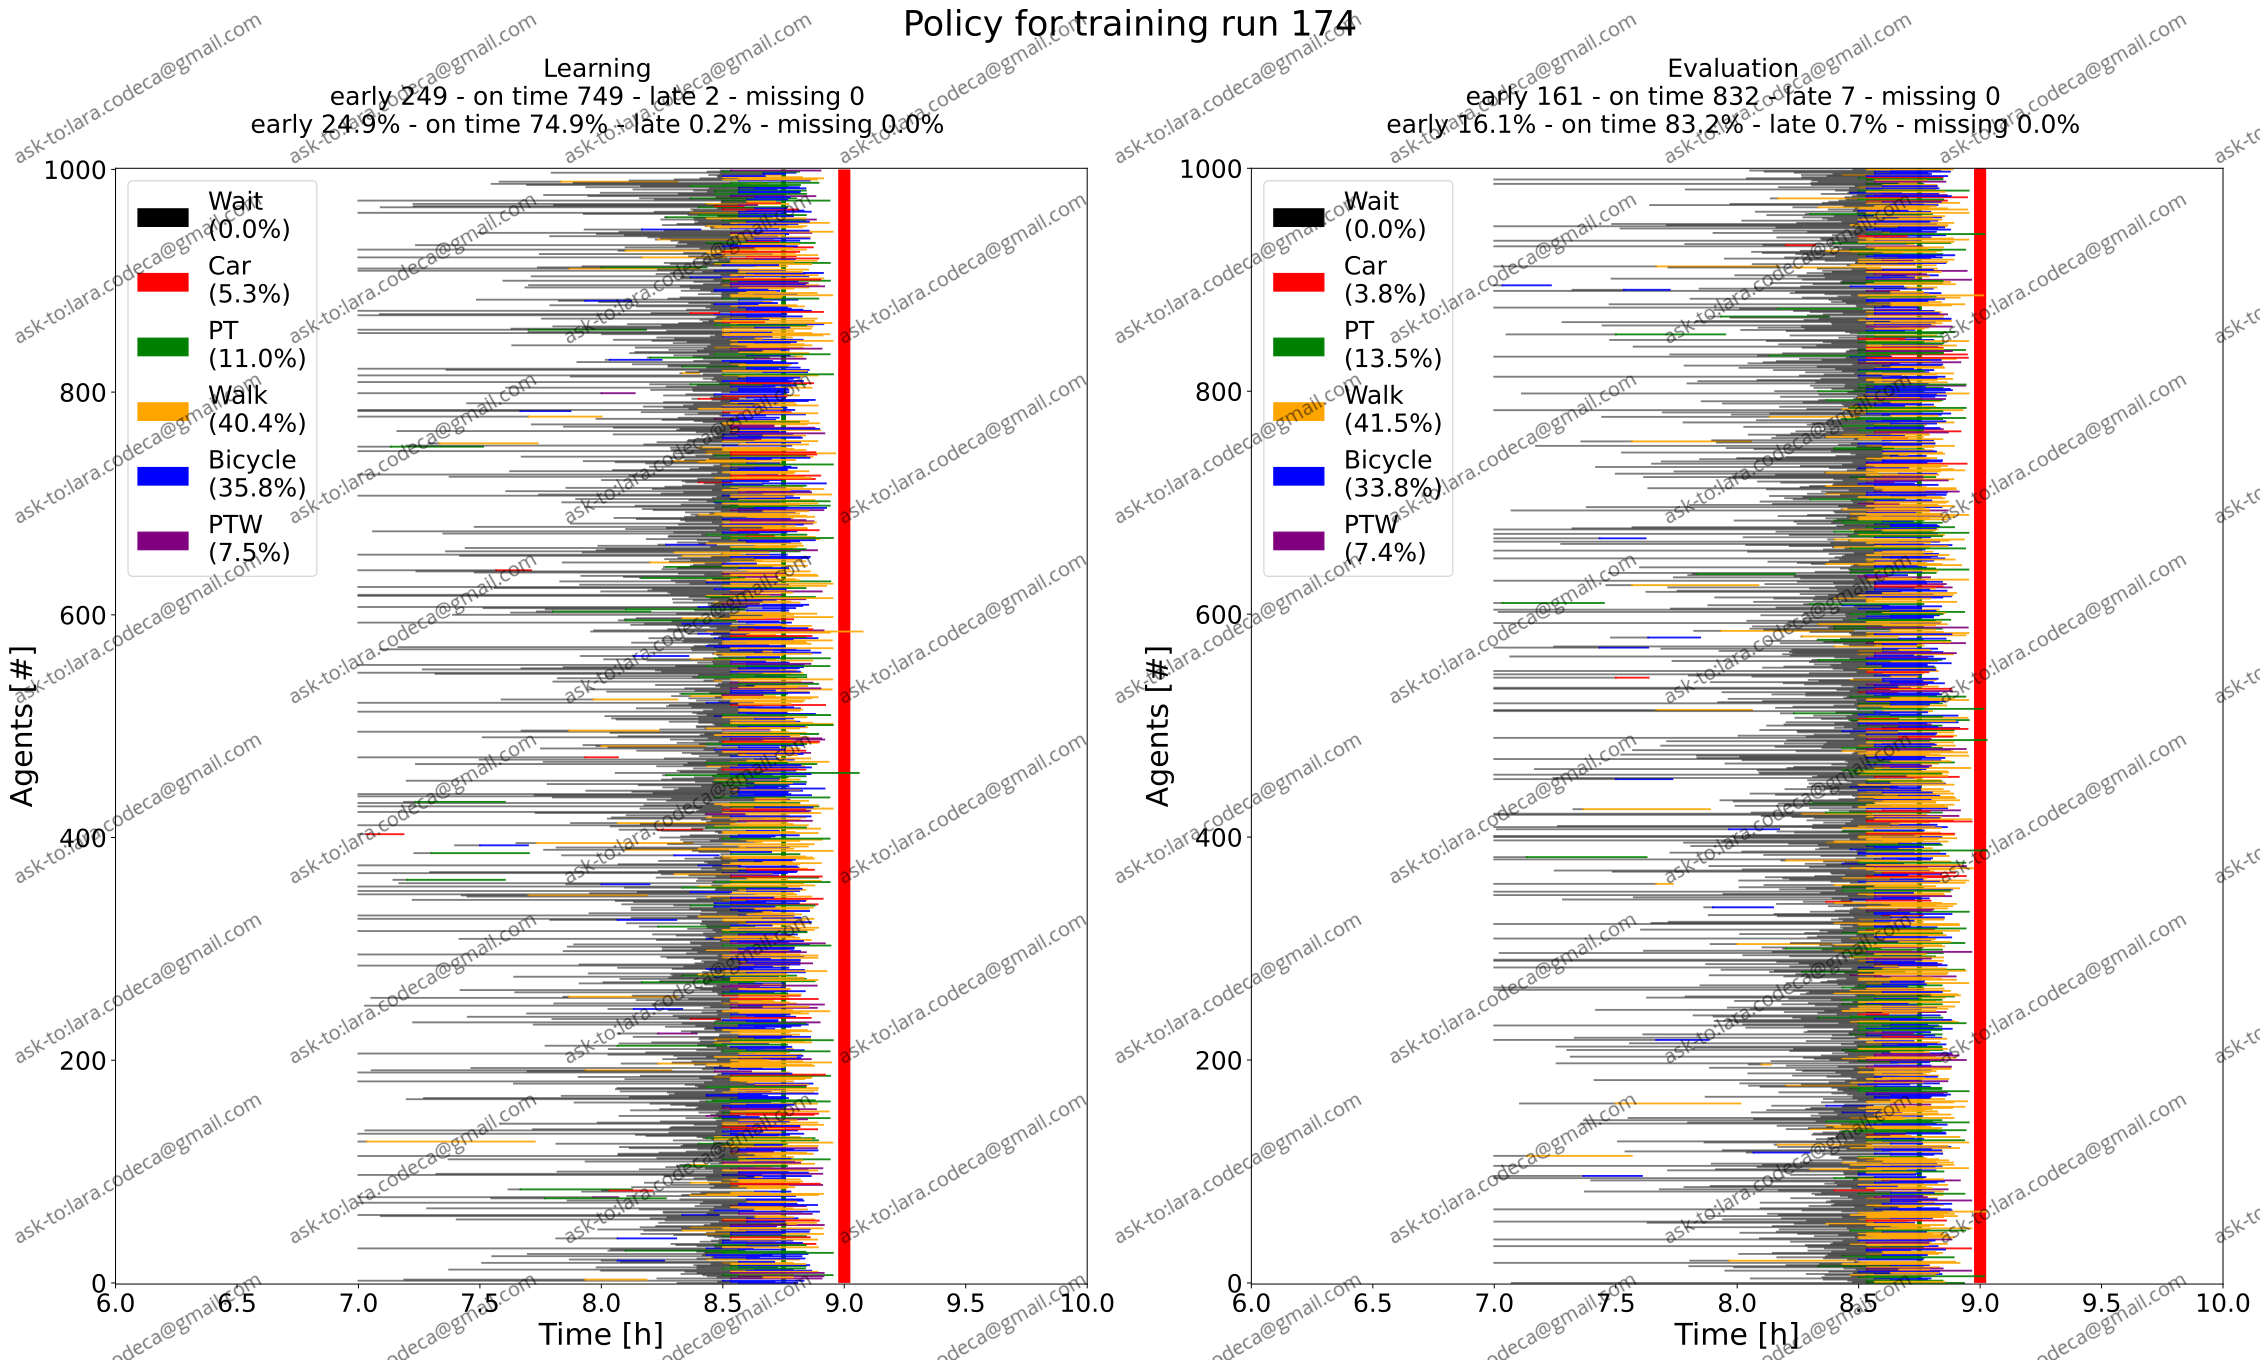 Policy for training run 174
Learning
early 249 - on time 749 - late 2 - missing 0
early 24.9% - on time 74.9% - late 0.2% - missing 0.0%
Evaluation
early 161 - on time 832 - late 7 - missing 0
early 16.1% - on time 83.2% - late 0.7% - missing 0.0%
Agents [#]
1000
800
600
400
200
0
Wait
(0.0%)
Car
(5.3%)
PT
(11.0%)
Walk
(40.4%)
Bicycle
(35.8%)
PTW
(7.5%)
6.0 6.5 7.0 7.5 8.0 8.5 9.0 9.5 10.0
Time [h]
Agents [#]
1000
800
600
400
200
0
Wait
(0.0%)
Car
(3.8%)
PT
(13.5%)
Walk
(41.5%)
Bicycle
(33.8%)
PTW
(7.4%)
6.0 6.5 7.0 7.5 8.0 8.5 9.0 9.5 10.0
Time [h]
ask-to:lara.codeca@gmail.com